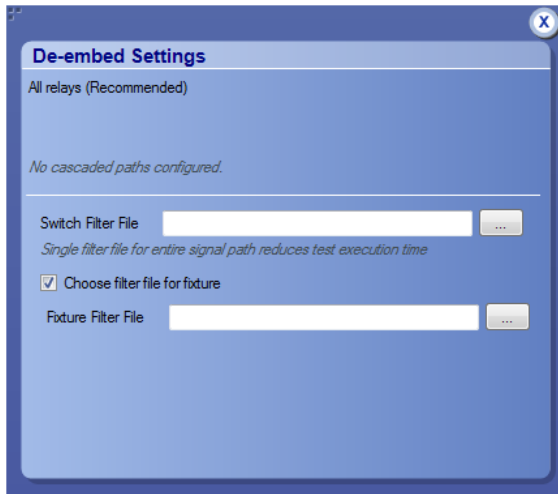 X
De-embed Settings
All relays (Recommended)
No cascaded paths configured.
Switch Filter File ...
Single filter file for entire signal path reduces test execution time
Choose filter file for fixture
Fixture Filter File ...